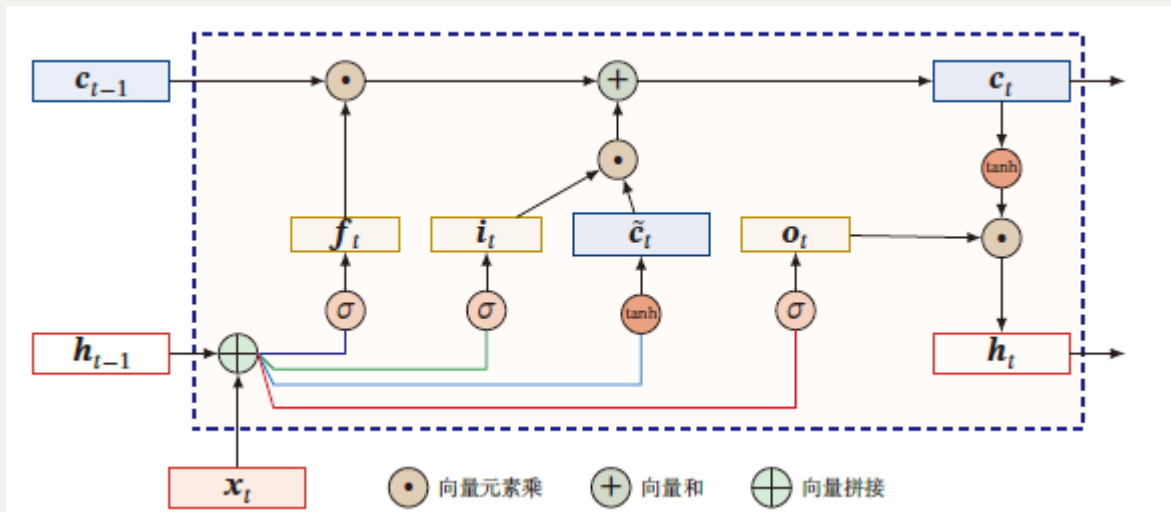 c_{t-1} ⊙ + c_t
tanh
⊙
f_t i_t c̃_t o_t ⊙
σ σ tanh σ
h_{t-1} h_t
x_t
⊙ 向量元素乘 + 向量和 ⊕ 向量拼接